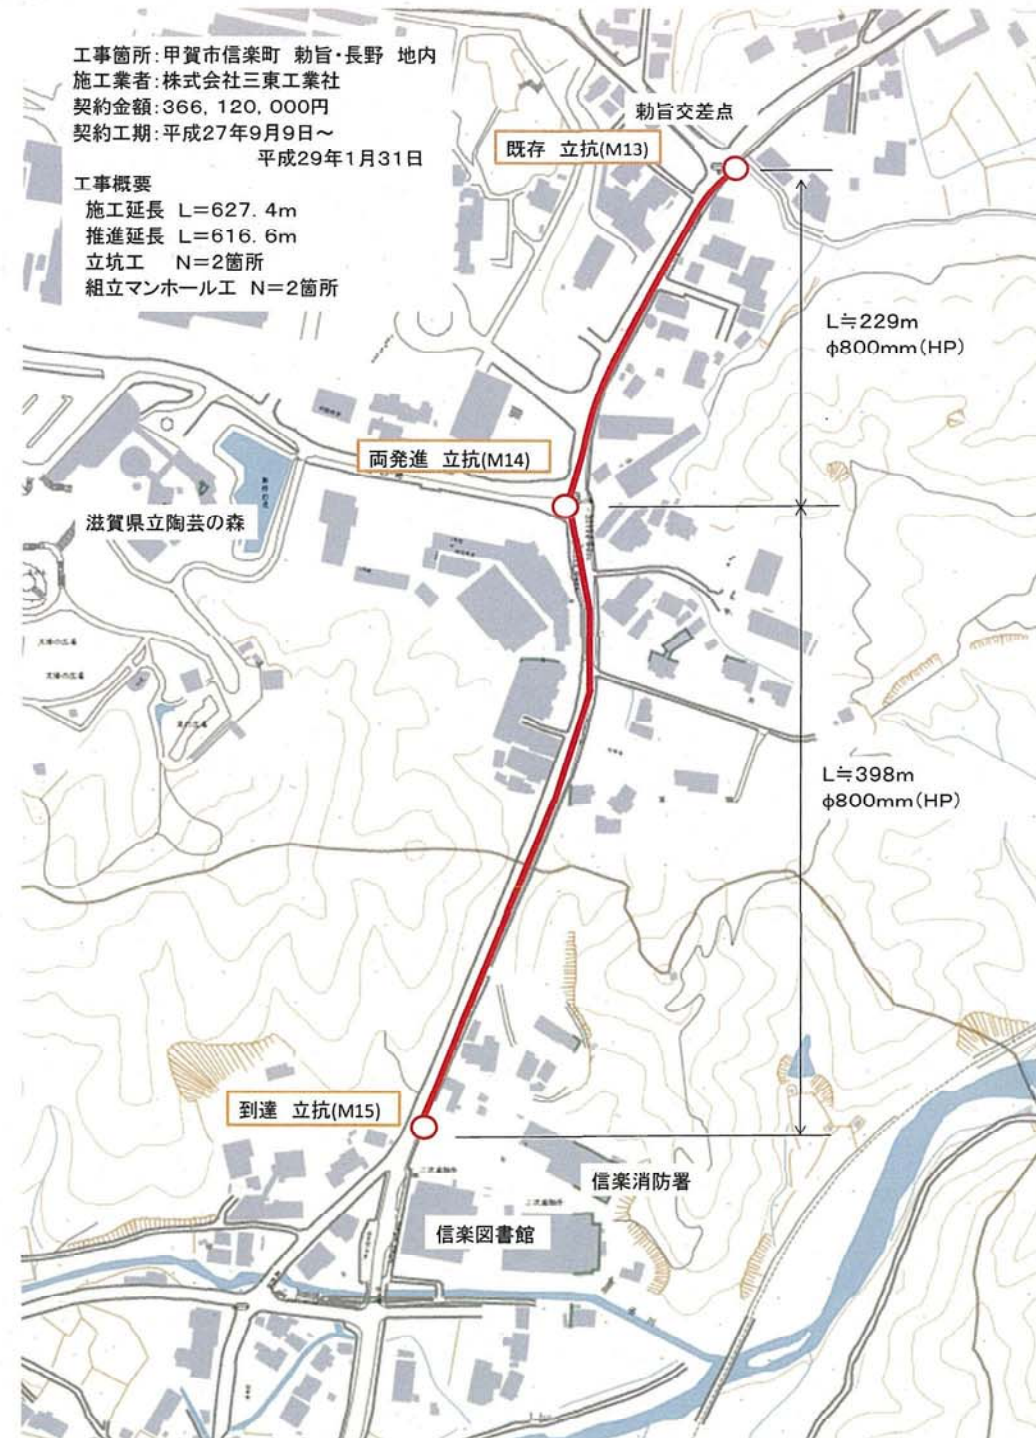 工事箇所：甲賀市信楽町　勅旨・長野　地内
施工業者：株式会社三東工業社
契約金額：366，120，000円
契約工期：平成27年9月9日～
平成29年1月31日
工事概要
施工延長　L＝627．4m
推進延長　L＝616．6m
立坑工　N＝2箇所
組立マンホール工　N＝2箇所
勅旨交差点
既存　立抗(M13)
L≒229m
φ800mm(HP)
両発進　立抗(M14)
滋賀県立陶芸の森
L≒398m
φ800mm(HP)
到達　立抗(M15)
信楽消防署
信楽図書館